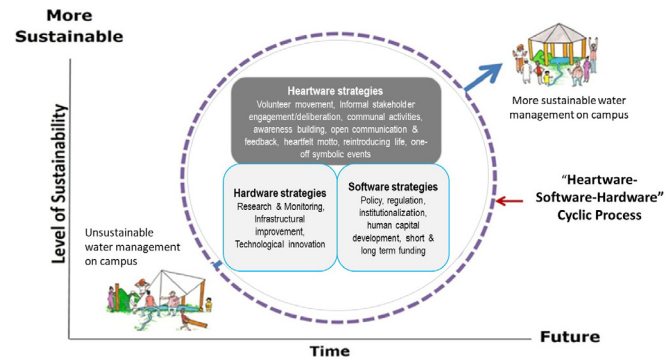 More
Sustainable
Level of Sustainability
Heartware strategies
Volunteer movement, Informal stakeholder
engagement/deliberation, communal activities,
awareness building, open communication &
feedback, heartfelt motto, reintroducing life, one-
off symbolic events
Hardware strategies
Research & Monitoring,
Infrastructural
improvement,
Technological innovation
Software strategies
Policy, regulation,
institutionalization,
human capital
development, short &
long term funding
More sustainable water
management on campus
“Heartware-
Software-Hardware”
Cyclic Process
Unsustainable
water management
on campus
Time
Future